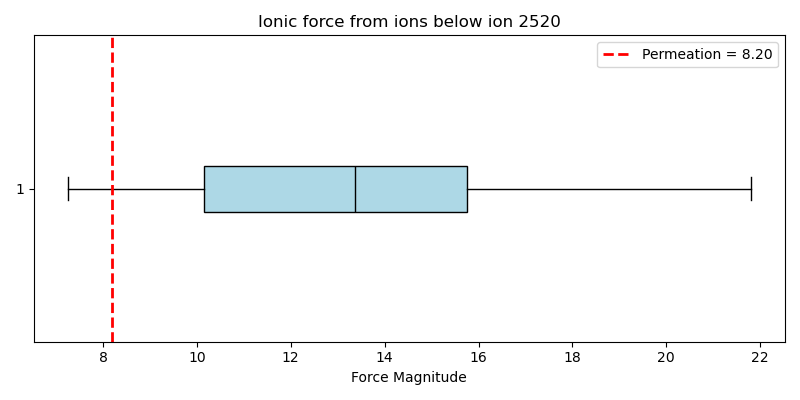 Ionic force from ions below ion 2520
Permeation = 8.20
1
8 10 12 14 16 18 20 22
Force Magnitude